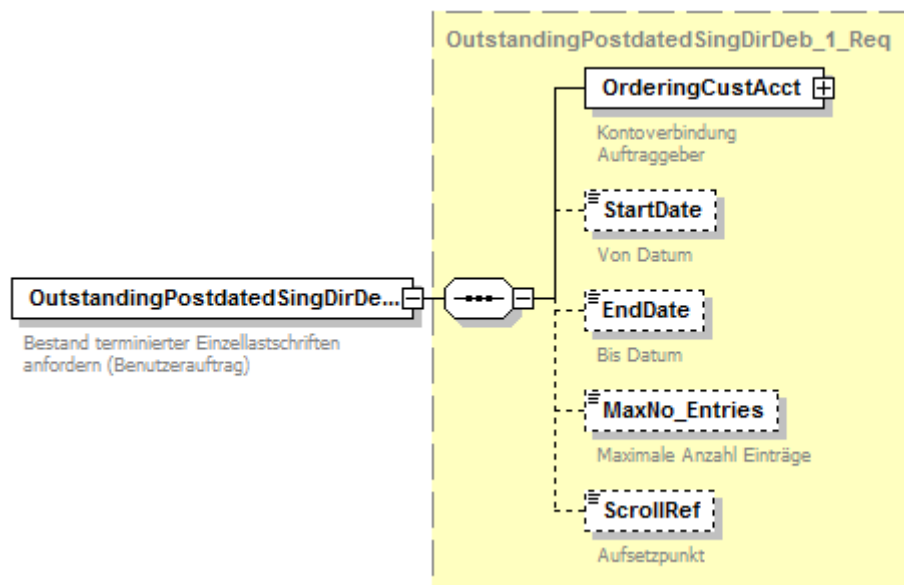 OutstandingPostdatedSingDirDeb_1_Req
OrderingCustAcct
Kontoverbindung
Auftraggeber
StartDate
Von Datum
OutstandingPostdatedSingDirDe...
Bestand terminierter Einzellastschriften
anfordern (Benutzerauftrag)
EndDate
Bis Datum
MaxNo_Entries
Maximale Anzahl Einträge
ScrollRef
Aufsetzpunkt